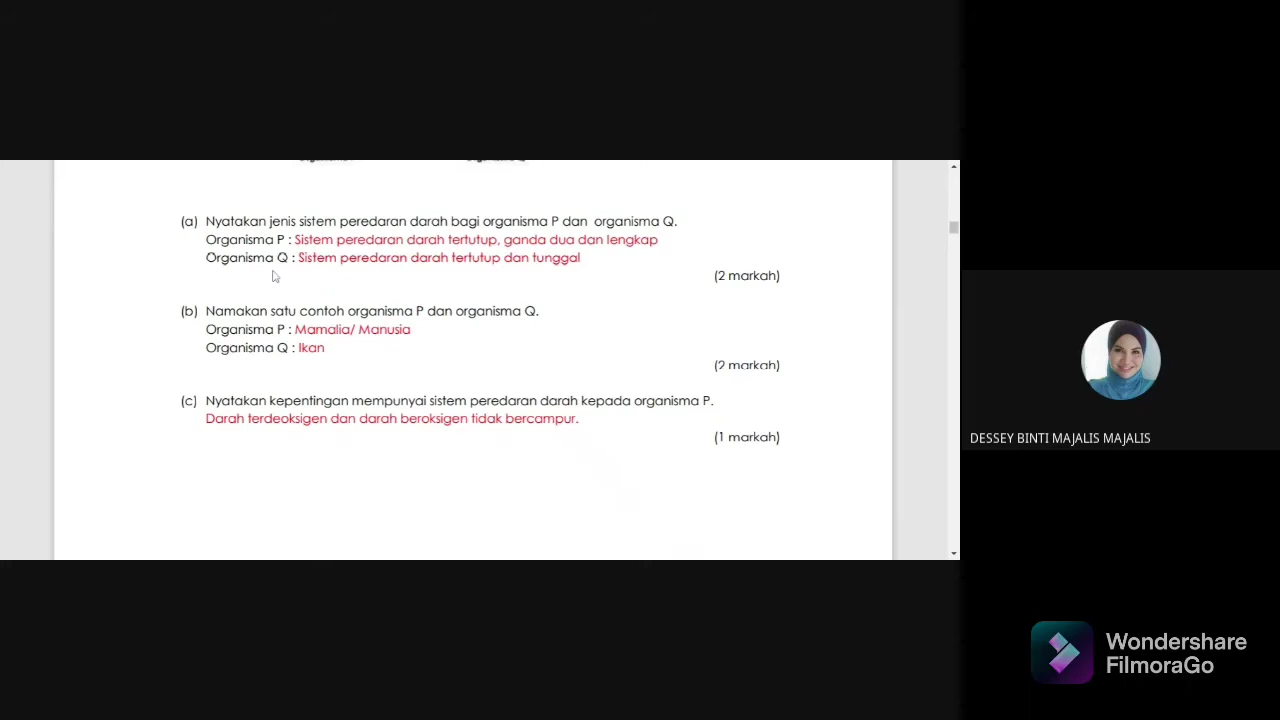 (a) Nyatakan jenis sistem peredaran darah bagi organisma P dan organisma Q.
Organisma P : Sistem peredaran darah tertutup, ganda dua dan lengkap
Organisma Q : Sistem peredaran darah tertutup dan tunggal
(2 markah)
(b) Namakan satu contoh organisma P dan organisma Q.
Organisma P : Mamalia/ Manusia
Organisma Q : Ikan
(2 markah)
(c) Nyatakan kepentingan mempunyai sistem peredaran darah kepada organisma P.
Darah terdeoksigen dan darah beroksigen tidak bercampur.
(1 markah)
DESSEY BINTI MAJALIS MAJALIS
Wondershare
FilmoraGo